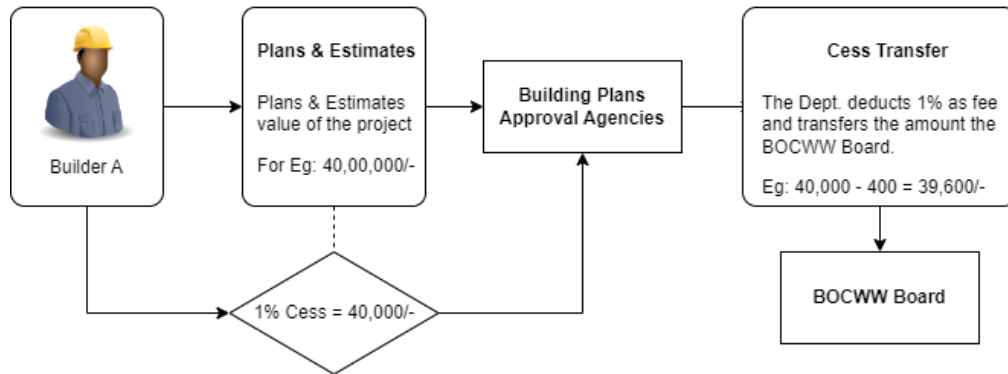 Builder A
Plans & Estimates
Plans & Estimates
value of the project
For Eg: 40,00,000/-
1% Cess = 40,000/-
Building Plans
Approval Agencies
Cess Transfer
The Dept. deducts 1% as fee
and transfers the amount the
BOCWW Board.
Eg: 40,000 - 400 = 39,600/-
BOCWW Board